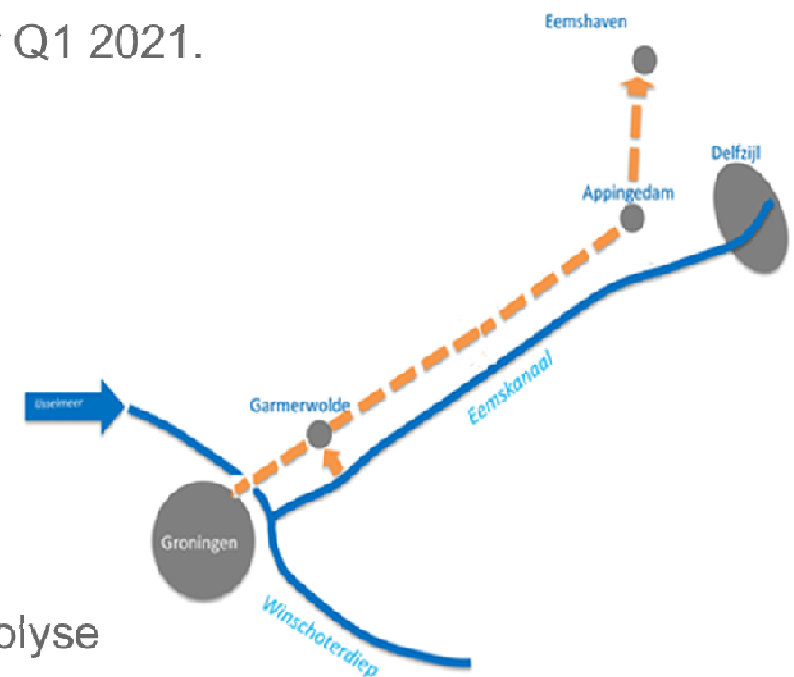 Q1 2021.
Eemshaven
Delfzijl
Appingedam
IJsselmeer
Garmerwolde
Eemskanaal
Groningen
Winschoterdiep
olyse